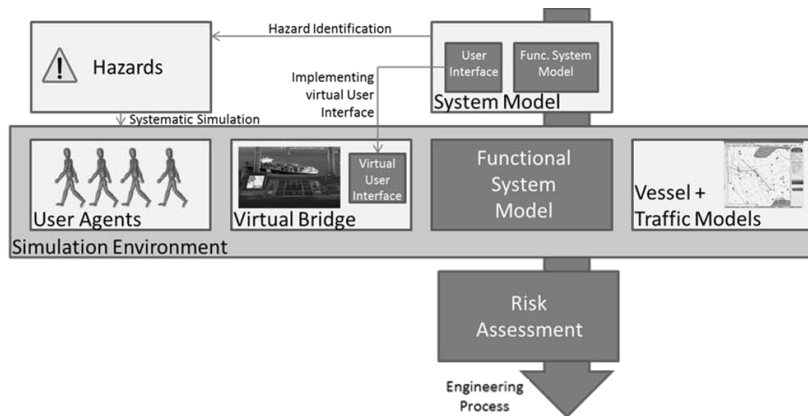 Hazard Identification
Hazards
User
Interface
Func. System
Model
System Model
Implementing
virtual User
Interface
Systematic Simulation
User Agents
Virtual
User
Interface
Virtual Bridge
Functional
System
Model
Vessel +
Traffic Models
Simulation Environment
Risk
Assessment
Engineering
Process